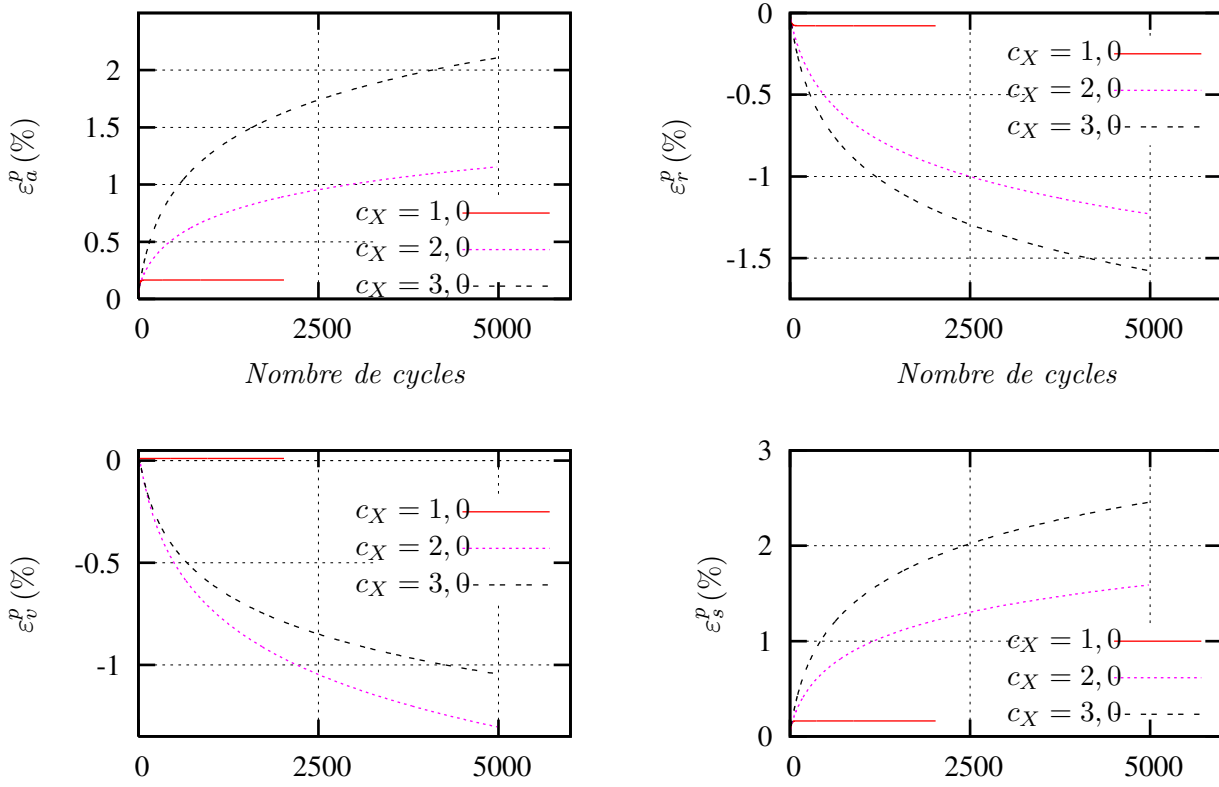 2
1.5
1
0.5
0
ε_a^p (%)
c_X = 1, 0
c_X = 2, 0
c_X = 3, 0
0 2500 5000
Nombre de cycles
0
-0.5
-1
-1.5
ε_r^p (%)
c_X = 1, 0
c_X = 2, 0
c_X = 3, 0
0 2500 5000
Nombre de cycles
0
-0.5
-1
ε_v^p (%)
c_X = 1, 0
c_X = 2, 0
c_X = 3, 0
0 2500 5000
3
2
1
0
ε_s^p (%)
c_X = 1, 0
c_X = 2, 0
c_X = 3, 0
0 2500 5000